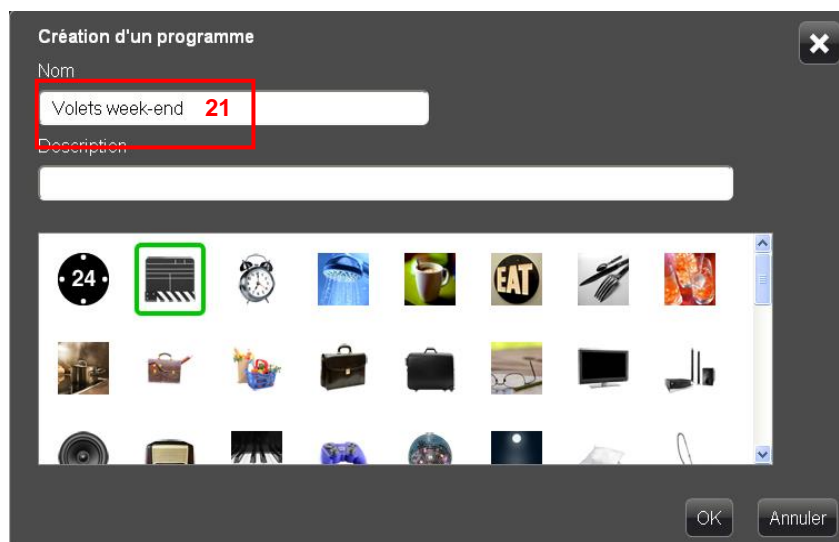 Création d'un programme
Nom
Volets week-end 21
Description
24
EAT
OK Annuler